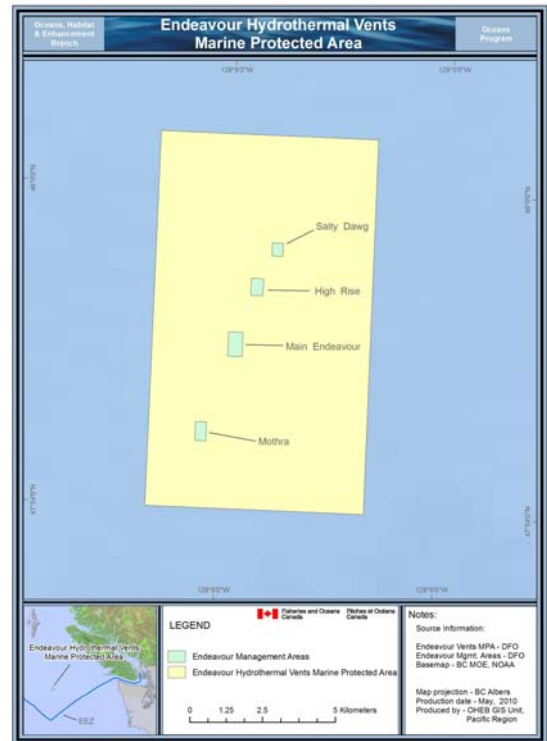 Oceans, Habitat
& Enhancement
Branch
Endeavour Hydrothermal Vents
Marine Protected Area
Oceans
Program
Salty Dawg
High Rise
Main Endeavour
Mothra
LEGEND
Fisheries and Oceans
Canada
Pêches et Océans
Canada
Endeavour Management Areas
Endeavour Hydrothermal Vents Marine Protected Area
0 1.25 2.5 5 Kilometers
Endeavour Hydrothermal Vents
Marine Protected Area
EEZ
Notes:
Source Information:
Endeavour Vents MPA - DFO
Endeavour Mgmt. Areas - DFO
Basemap - BC MOE, NOAA
Map projection - BC Albers
Production date - May, 2010
Produced by - OHEB GIS Unit,
Pacific Region